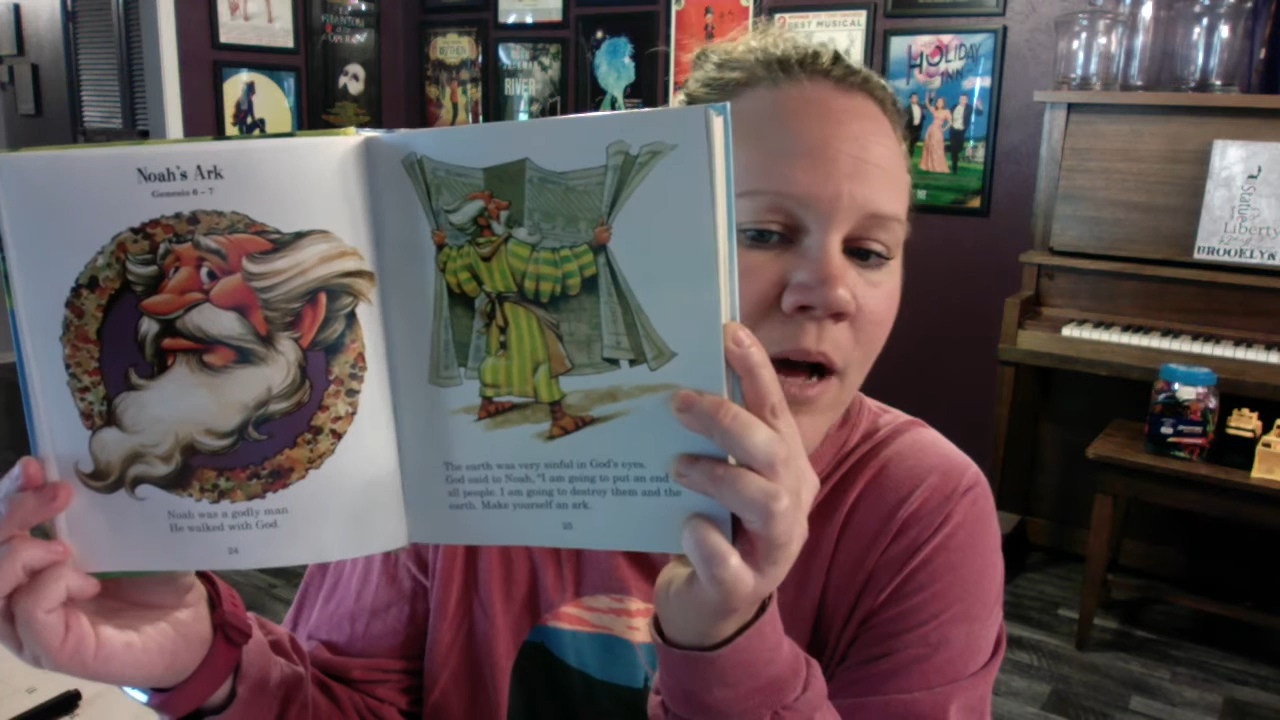 Noah's Ark
Genesis 6 – 7
Noah was a godly man.
He walked with God.
24
The earth was very sinful in God's eyes.
God said to Noah, "I am going to put an end
all people. I am going to destroy them and the
earth. Make yourself an ark.
PHANTOM
RIVER
BEST MUSICAL
HOLIDAY
INN
Statue
Liberty
BROOKLYN